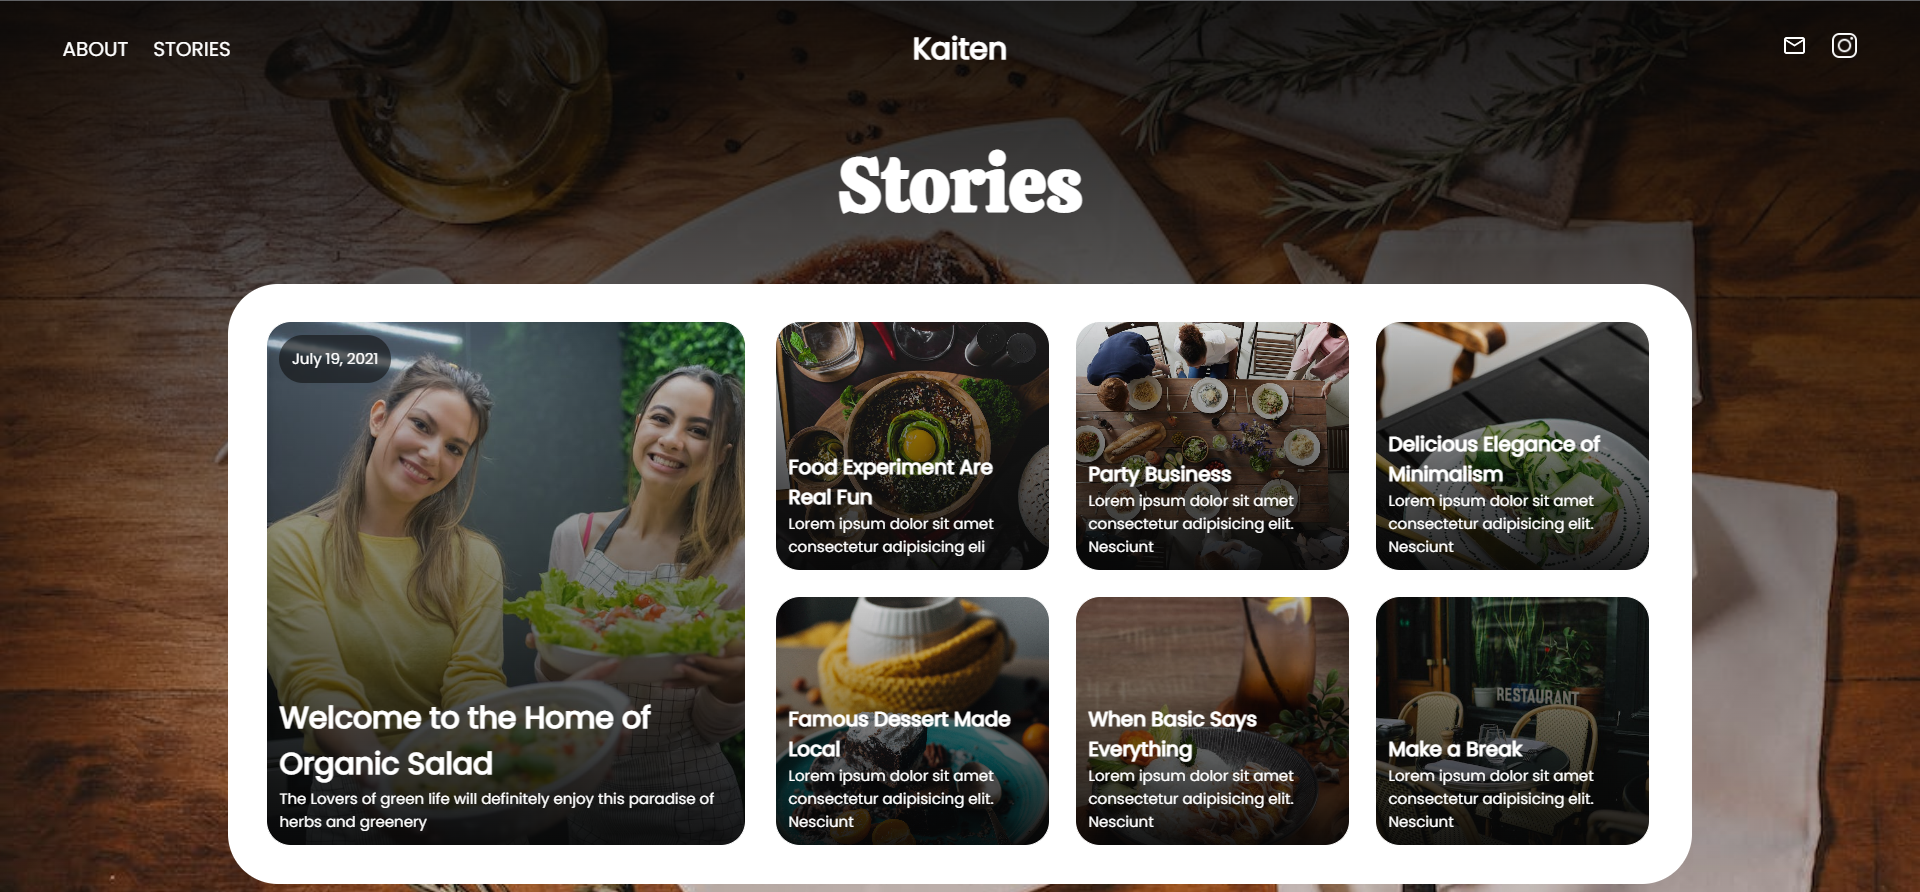 ABOUT STORIES Kaiten
Stories
July 19, 2021
Welcome to the Home of
Organic Salad
The Lovers of green life will definitely enjoy this paradise of
herbs and greenery
Food Experiment Are
Real Fun
Lorem ipsum dolor sit amet
consectetur adipisicing eli
Party Business
Lorem ipsum dolor sit amet
consectetur adipisicing elit.
Nesciunt
Delicious Elegance of
Minimalism
Lorem ipsum dolor sit amet
consectetur adipisicing elit.
Nesciunt
Famous Dessert Made
Local
Lorem ipsum dolor sit amet
consectetur adipisicing elit.
Nesciunt
When Basic Says
Everything
Lorem ipsum dolor sit amet
consectetur adipisicing elit.
Nesciunt
RESTAURANT
Make a Break
Lorem ipsum dolor sit amet
consectetur adipisicing elit.
Nesciunt